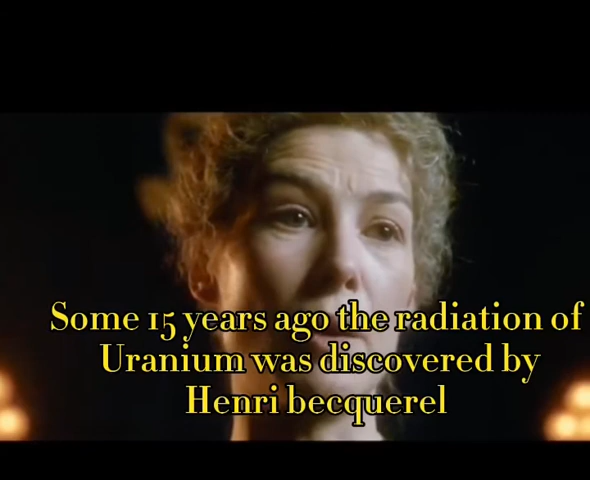 Some 15 years ago the radiation of
Uranium was discovered by
Henri becquerel